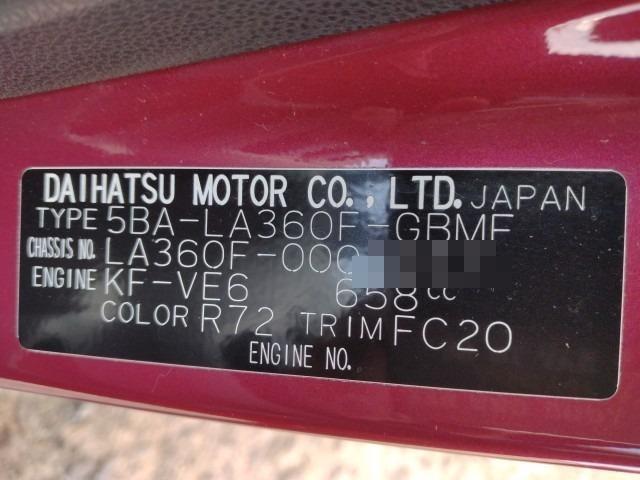 DAIHATSU MOTOR CO., LTD. JAPAN
TYPE 5BA-LA360F-GBMF
CHASSIS NO. LA360F-000
ENGINE KF-VE6 658cc
COLOR R72 TRIM FC20
ENGINE NO.